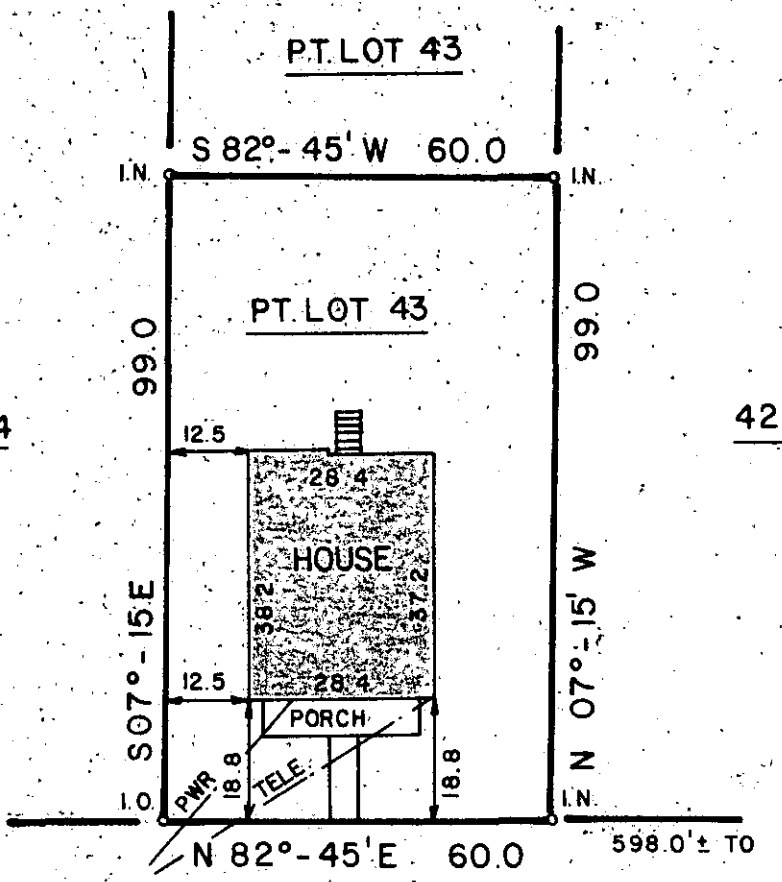 PT. LOT 43
S 82°-45' W 60.0
I.N.
I.N.
PT. LOT 43
99.0
99.0
4
42
12.5
28.4
HOUSE
38.2
37.2
S 07°-15 E
N 07°-15' W
12.5
28.4
PORCH
PWR
18.8
TELE.
18.8
I.O.
I.N.
N 82°-45' E 60.0
598.0'± TO